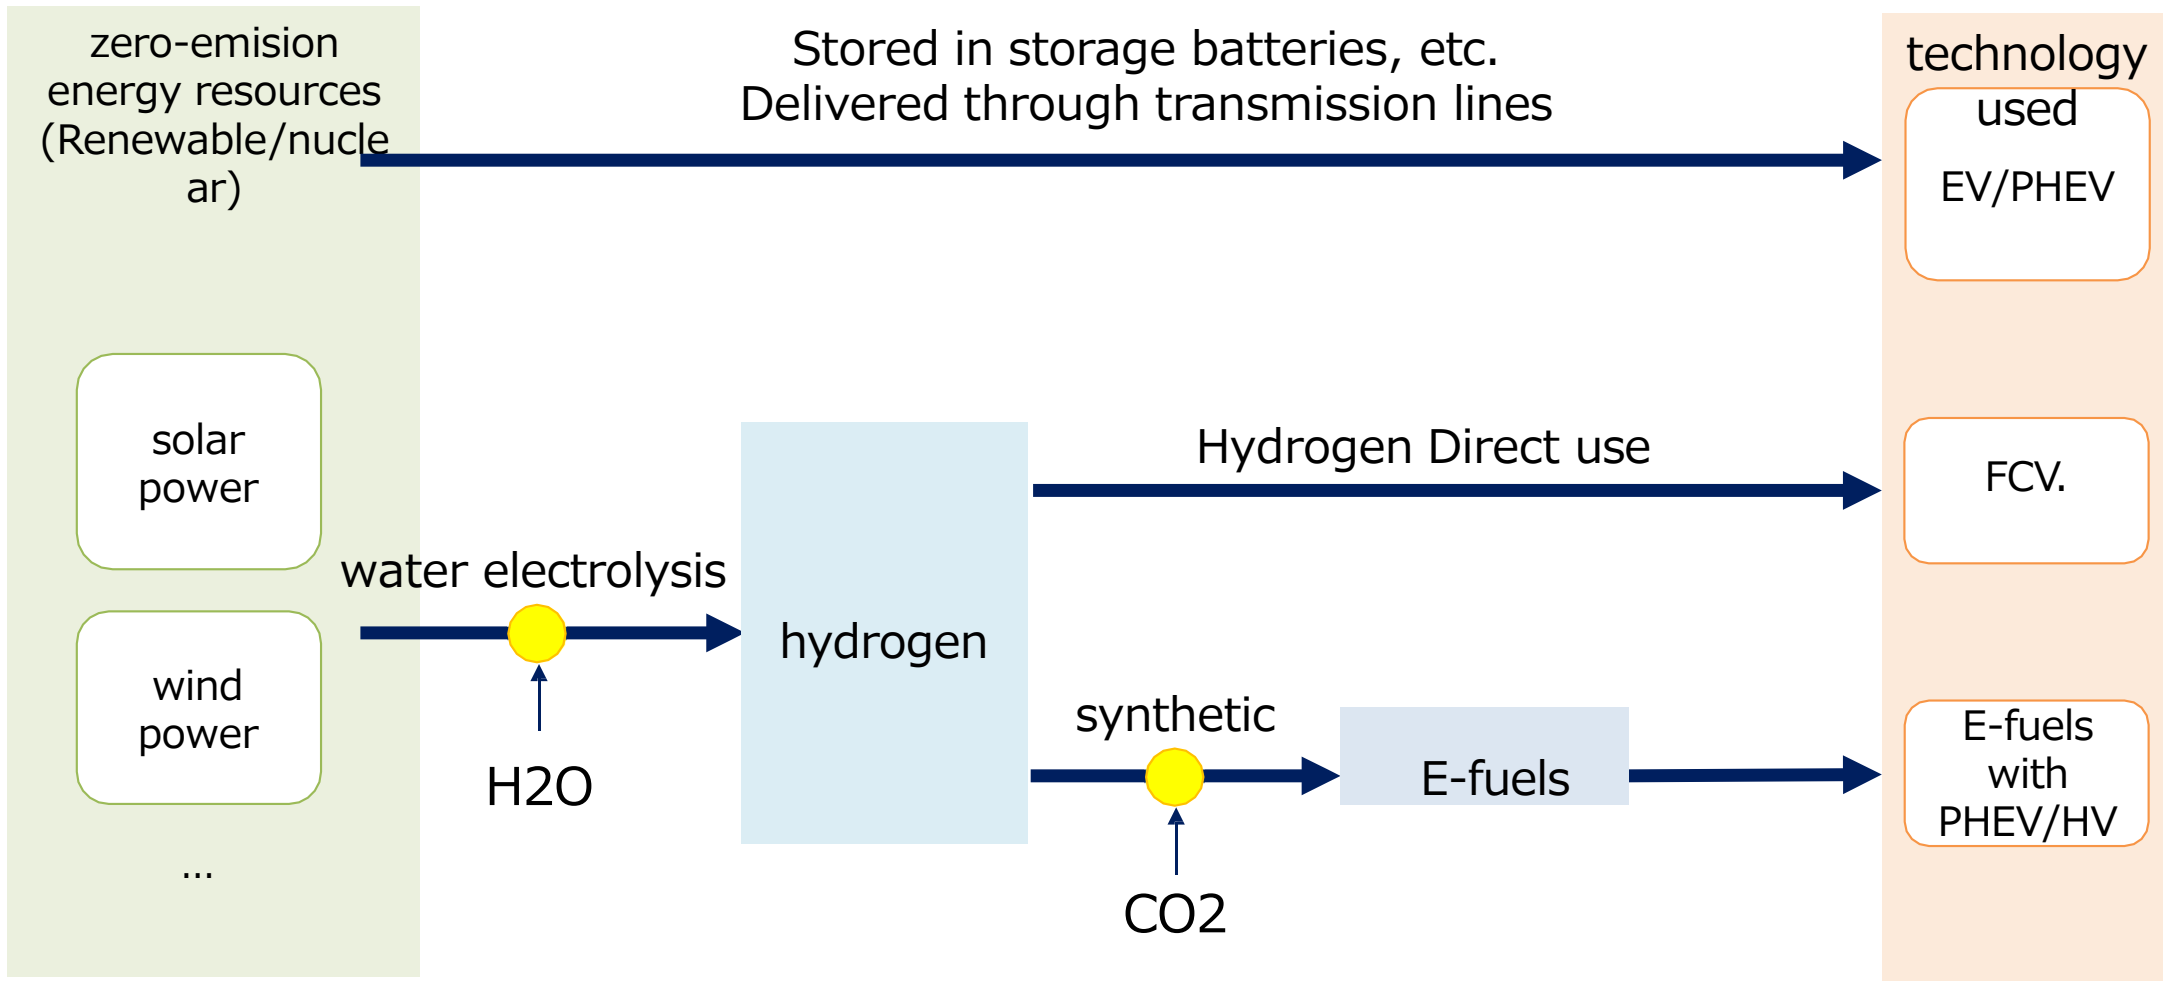 zero-emision
energy resources
(Renewable/nucle
ar)
Stored in storage batteries, etc.
Delivered through transmission lines
technology
used
EV/PHEV
solar
power
Hydrogen Direct use
FCV.
water electrolysis
hydrogen
wind
power
H2O
synthetic
E-fuels
E-fuels
with
PHEV/HV
...
CO2